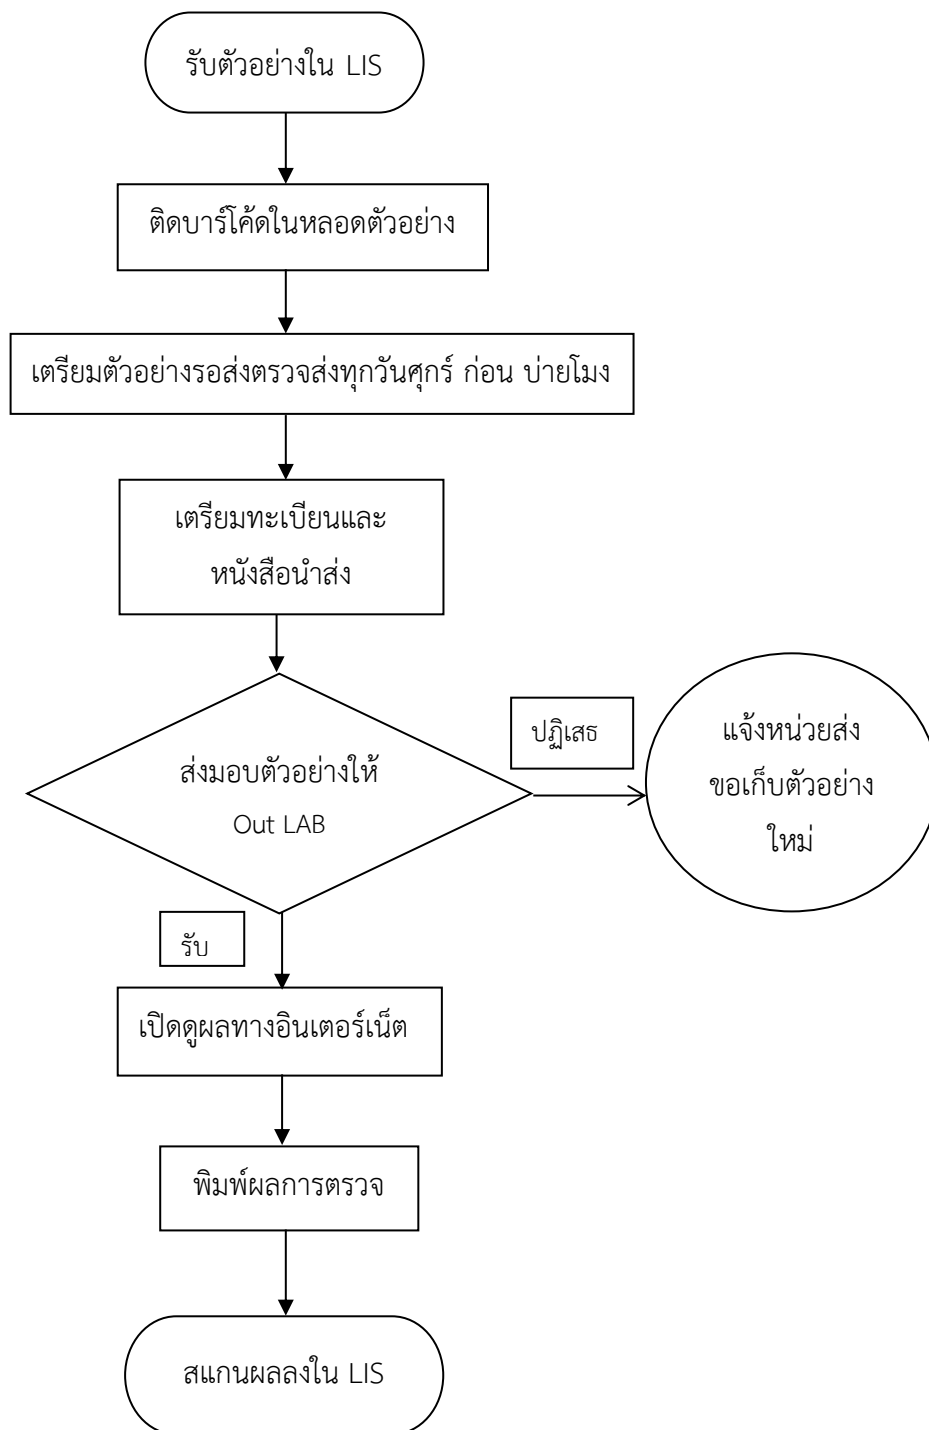 รับตัวอย่างใน LIS
ติดบาร์โค้ดในหลอดตัวอย่าง
เตรียมตัวอย่างรอส่งตรวจส่งทุกวันศุกร์ ก่อน บ่ายโมง
เตรียมทะเบียนและ
หนังสือนำส่ง
ส่งมอบตัวอย่างให้
Out LAB
ปฏิเสธ
แจ้งหน่วยส่ง
ขอเก็บตัวอย่าง
ใหม่
รับ
เปิดดูผลทางอินเตอร์เน็ต
พิมพ์ผลการตรวจ
สแกนผลลงใน LIS